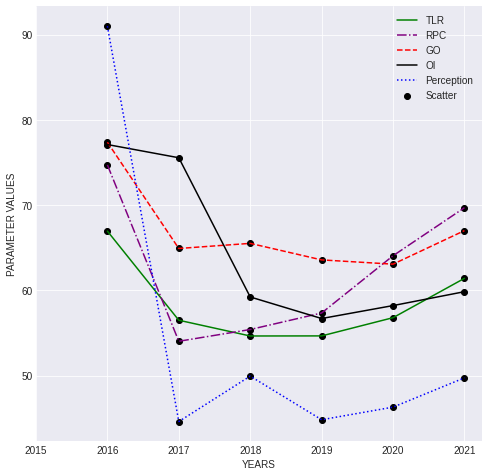 TLR
RPC
GO
OI
Perception
Scatter
90
80
70
60
50
PARAMETER VALUES
2015 2016 2017 2018 2019 2020 2021
YEARS